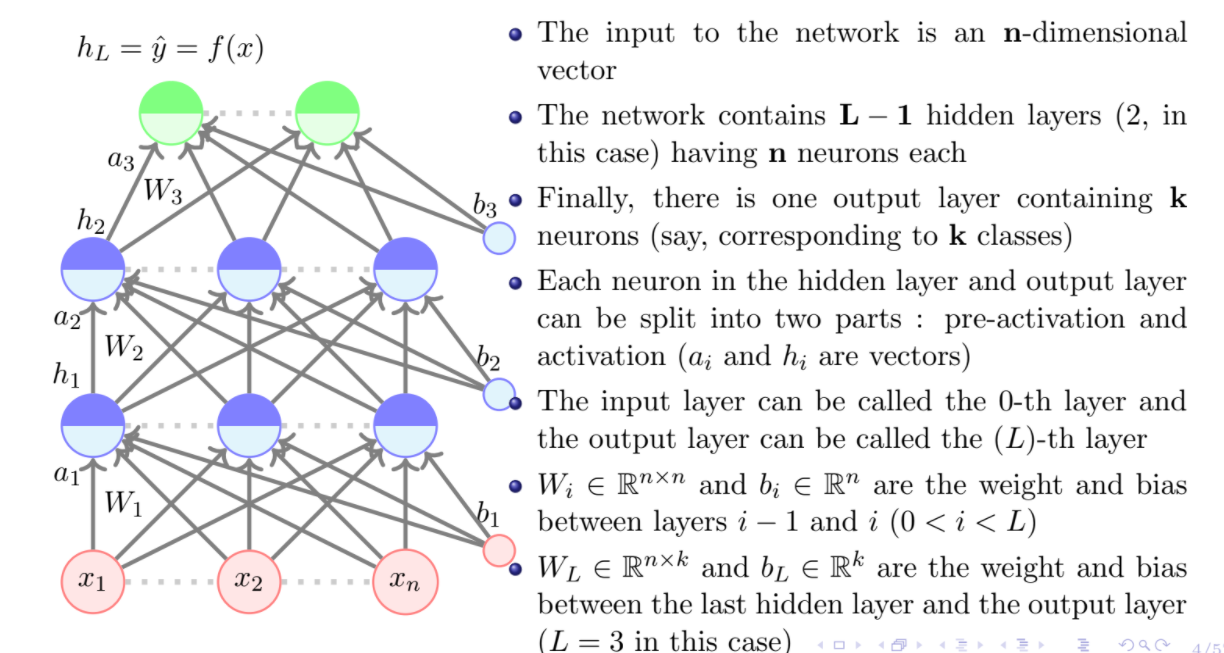 h_L = ŷ = f(x)
a_3
W_3
h_2
b_3
a_2
W_2
h_1
b_2
a_1
W_1
b_1
x_1 x_2 x_n
• The input to the network is an n-dimensional
vector
• The network contains L − 1 hidden layers (2, in
this case) having n neurons each
• Finally, there is one output layer containing k
neurons (say, corresponding to k classes)
• Each neuron in the hidden layer and output layer
can be split into two parts : pre-activation and
activation (a_i and h_i are vectors)
• The input layer can be called the 0-th layer and
the output layer can be called the (L)-th layer
• W_i ∈ ℝ^{n×n} and b_i ∈ ℝ^n are the weight and bias
between layers i − 1 and i (0 < i < L)
• W_L ∈ ℝ^{n×k} and b_L ∈ ℝ^k are the weight and bias
between the last hidden layer and the output layer
(L = 3 in this case)